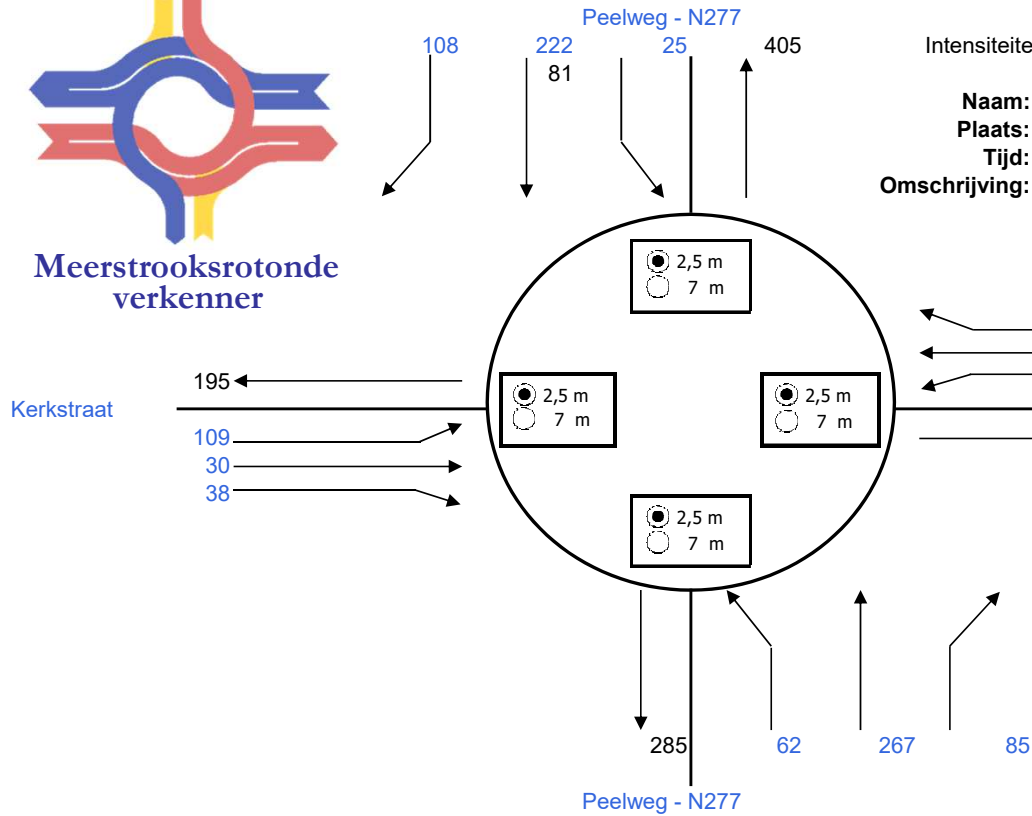 Peelweg - N277
108 222 25 405 Intensiteite
81
Naam:
Plaats:
Tijd:
Omschrijving:
Meerstrooksrotonde
verkenner
2,5 m
7 m
195
Kerkstraat
2,5 m
7 m
2,5 m
7 m
109
30
38
2,5 m
7 m
285 62 267 85
Peelweg - N277